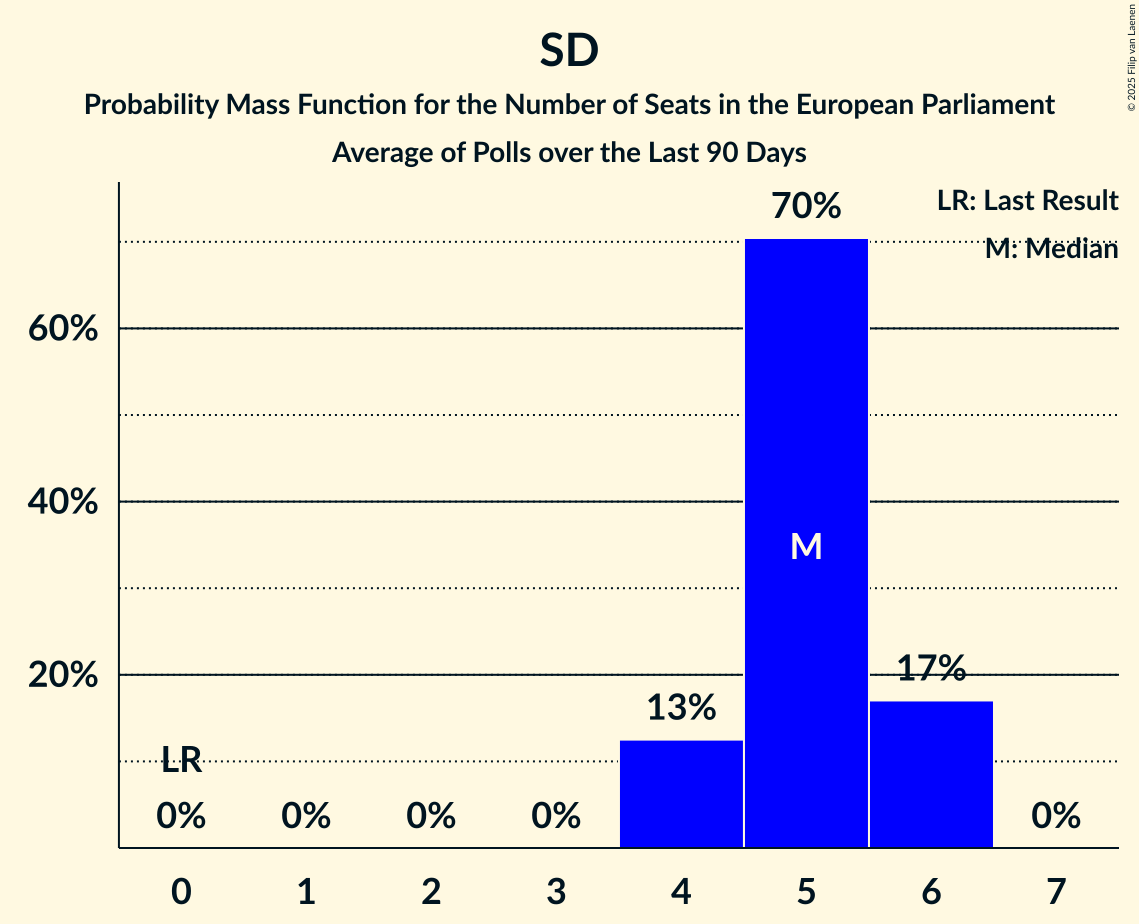 SD
Probability Mass Function for the Number of Seats in the European Parliament
Average of Polls over the Last 90 Days
© 2025 Filip van Laenen
LR: Last Result
M: Median
70%
60%
40%
M
20%
17%
13%
LR
0% 0% 0% 0% 0%
0 1 2 3 4 5 6 7